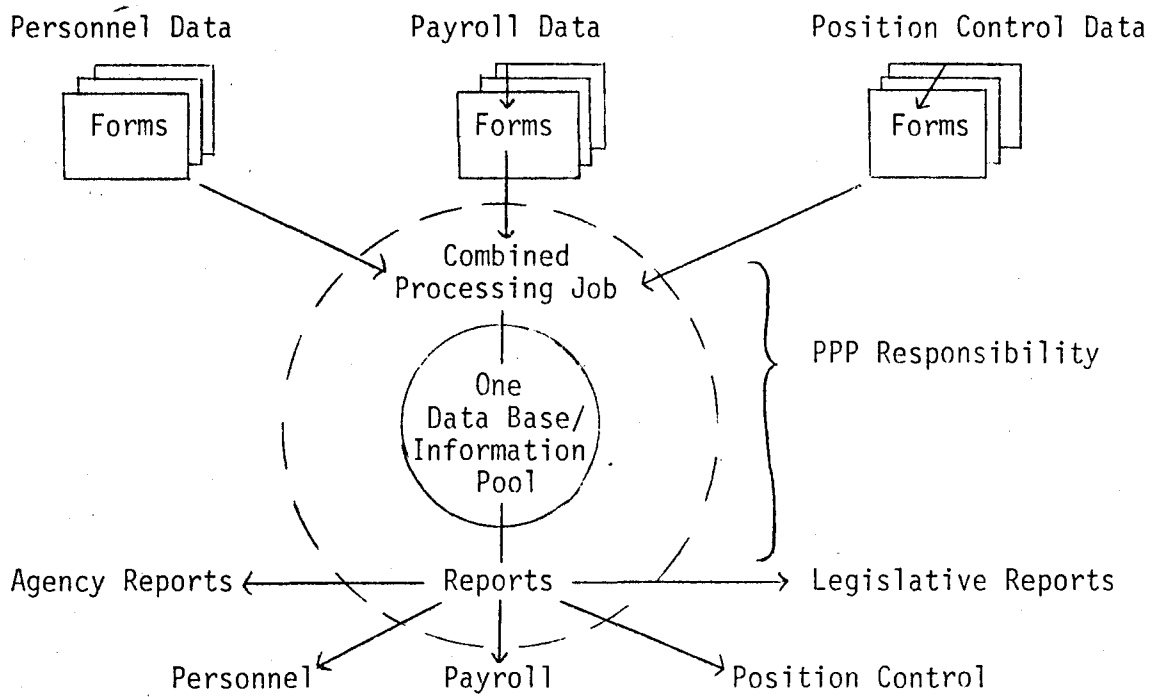 Personnel Data
Payroll Data
Position Control Data
Forms
Forms
Forms
Combined
Processing Job
PPP Responsibility
One
Data Base/
Information
Pool
Agency Reports
Reports
Legislative Reports
Personnel
Payroll
Position Control